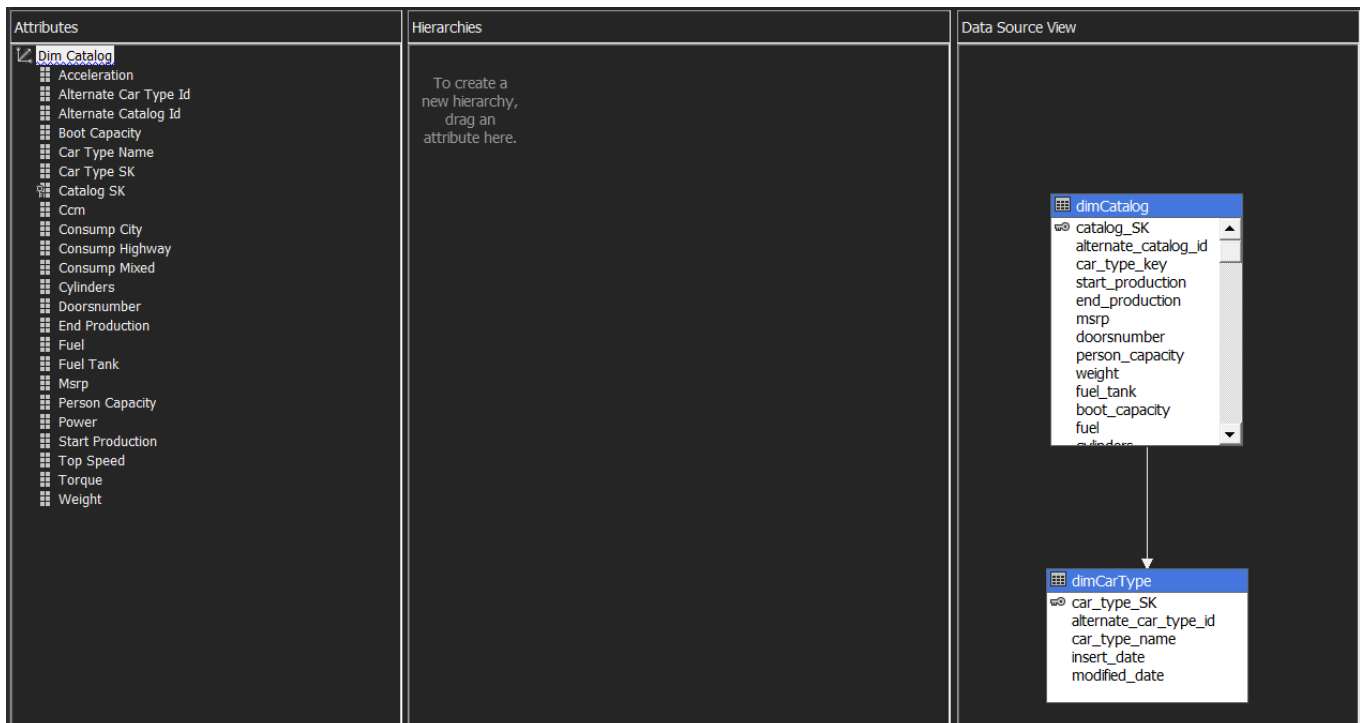 Attributes
Dim Catalog
Acceleration
Alternate Car Type Id
Alternate Catalog Id
Boot Capacity
Car Type Name
Car Type SK
Catalog SK
Ccm
Consump City
Consump Highway
Consump Mixed
Cylinders
Doorsnumber
End Production
Fuel
Fuel Tank
Msrp
Person Capacity
Power
Start Production
Top Speed
Torque
Weight
Hierarchies
To create a
new hierarchy,
drag an
attribute here.
Data Source View
dimCatalog
catalog_SK
alternate_catalog_id
car_type_key
start_production
end_production
msrp
doorsnumber
person_capacity
weight
fuel_tank
boot_capacity
fuel
cylinders
dimCarType
car_type_SK
alternate_car_type_id
car_type_name
insert_date
modified_date